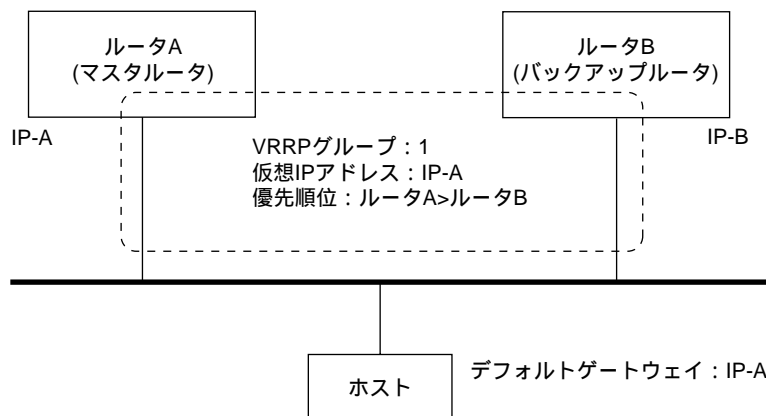 ルータA
(マスタルータ)
ルータB
(バックアップルータ)
IP-A
IP-B
VRRPグループ：1
仮想IPアドレス：IP-A
優先順位：ルータA>ルータB
ホスト
デフォルトゲートウェイ：IP-A